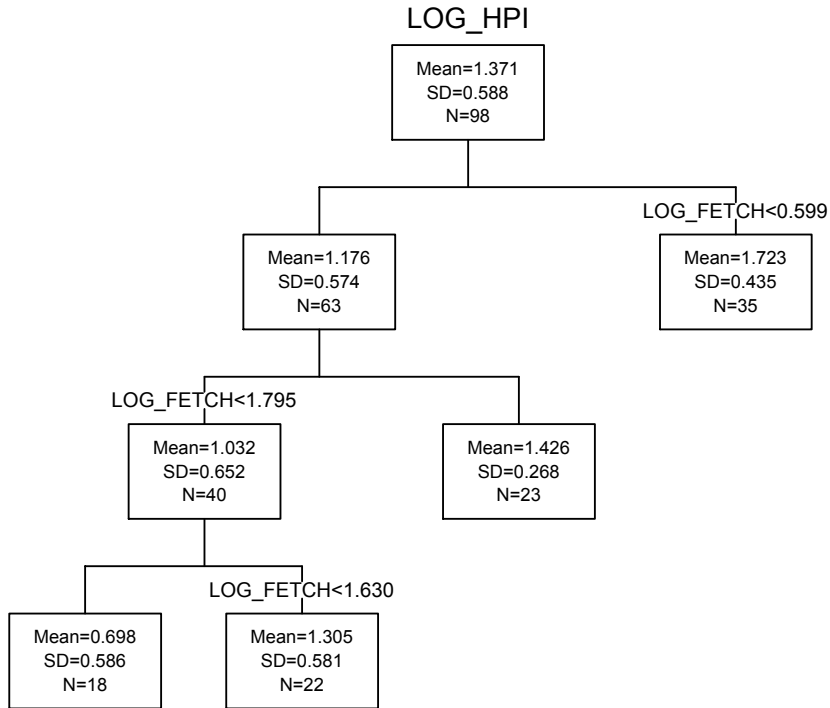 LOG_HPI
Mean=1.371
SD=0.588
N=98
LOG_FETCH<0.599
Mean=1.176
SD=0.574
N=63
Mean=1.723
SD=0.435
N=35
LOG_FETCH<1.795
Mean=1.032
SD=0.652
N=40
Mean=1.426
SD=0.268
N=23
LOG_FETCH<1.630
Mean=0.698
SD=0.586
N=18
Mean=1.305
SD=0.581
N=22